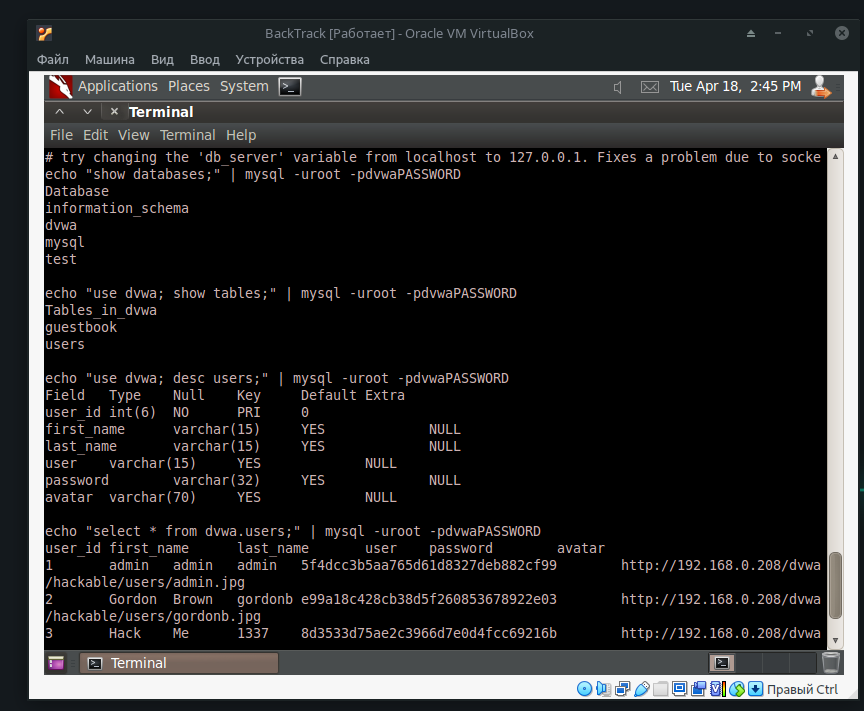 BackTrack [Работает] - Oracle VM VirtualBox
Файл Машина Вид Ввод Устройства Справка
Applications Places System Tue Apr 18, 2:45 PM
Terminal
File Edit View Terminal Help
# try changing the 'db_server' variable from localhost to 127.0.0.1. Fixes a problem due to socke
echo "show databases;" | mysql -uroot -pdvwaPASSWORD
Database
information_schema
dvwa
mysql
test
echo "use dvwa; show tables;" | mysql -uroot -pdvwaPASSWORD
Tables_in_dvwa
guestbook
users
echo "use dvwa; desc users;" | mysql -uroot -pdvwaPASSWORD
Field Type Null Key Default Extra
user_id int(6) NO PRI 0
first_name varchar(15) YES NULL
last_name varchar(15) YES NULL
user varchar(15) YES NULL
password varchar(32) YES NULL
avatar varchar(70) YES NULL
echo "select * from dvwa.users;" | mysql -uroot -pdvwaPASSWORD
user_id first_name last_name user password avatar
1 admin admin admin 5f4dcc3b5aa765d61d8327deb882cf99 http://192.168.0.208/dvwa
/hackable/users/admin.jpg
2 Gordon Brown gordonb e99a18c428cb38d5f260853678922e03 http://192.168.0.208/dvwa
/hackable/users/gordonb.jpg
3 Hack Me 1337 8d3533d75ae2c3966d7e0d4fcc69216b http://192.168.0.208/dvwa
Terminal
Правый Ctrl